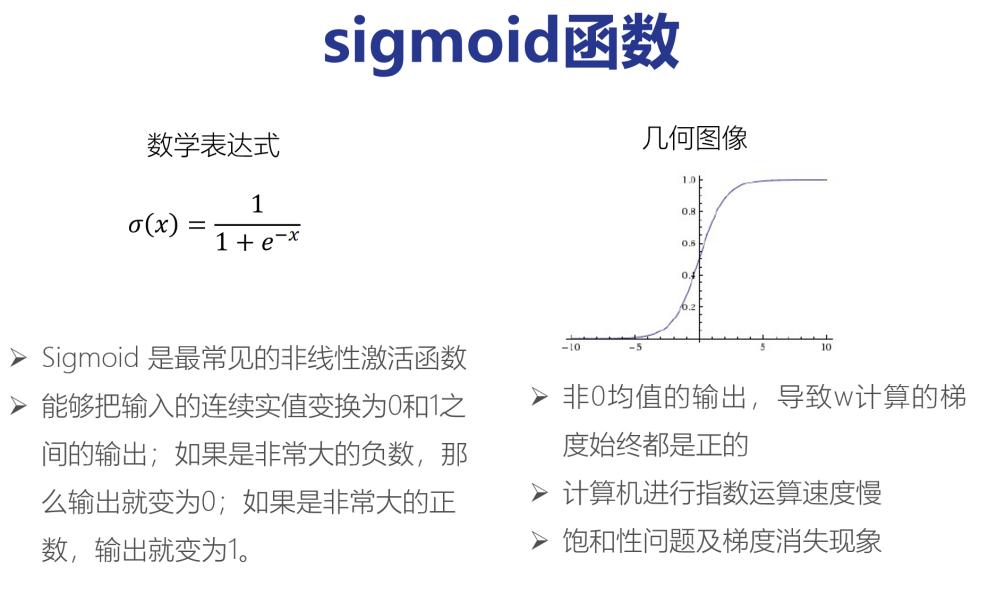 sigmoid函数
数学表达式
σ(x) = 1 / (1 + e^{-x})
➢ Sigmoid 是最常见的非线性激活函数
➢ 能够把输入的连续实值变换为0和1之
间的输出；如果是非常大的负数，那
么输出就变为0；如果是非常大的正
数，输出就变为1。
几何图像
1.0
0.8
0.6
0.4
0.2
-10 -5 5 10
➢ 非0均值的输出，导致w计算的梯
度始终都是正的
➢ 计算机进行指数运算速度慢
➢ 饱和性问题及梯度消失现象